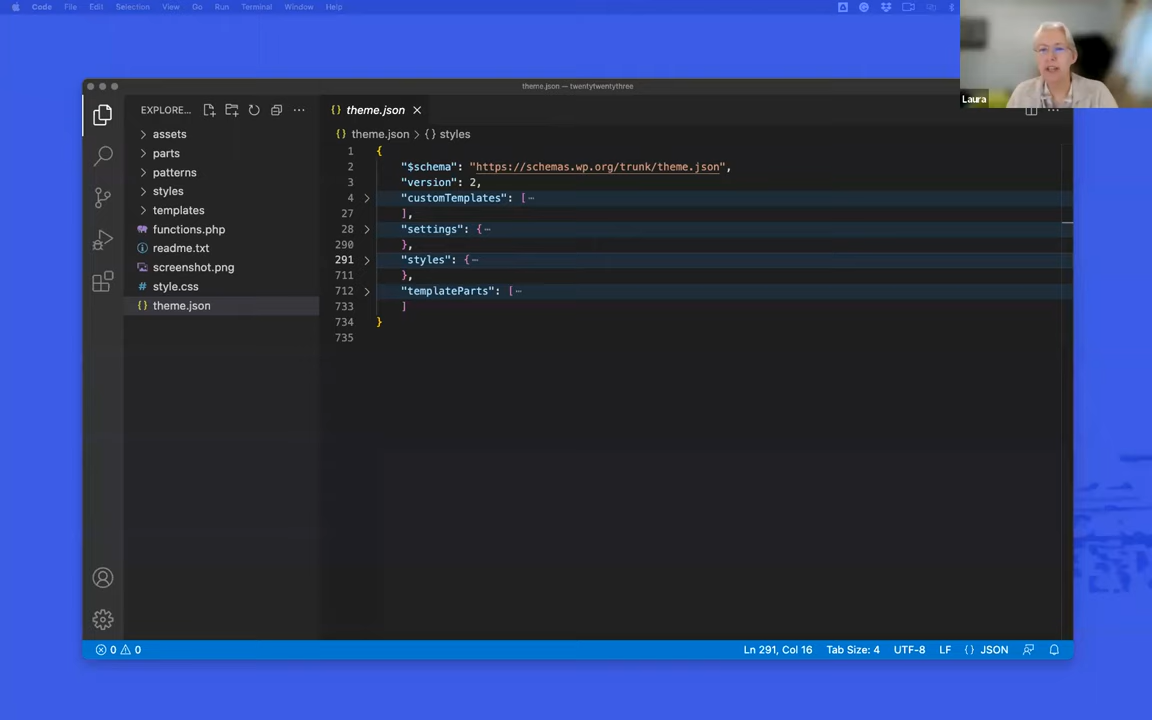 Code File Edit Selection View Go Run Terminal Window Help
Laura
theme.json — twentytwentythree
EXPLORE...
theme.json
theme.json > {} styles
assets
parts
patterns
styles
templates
functions.php
readme.txt
screenshot.png
style.css
theme.json
1 {
2 "$schema": "https://schemas.wp.org/trunk/theme.json",
3 "version": 2,
4 "customTemplates": [
27 ],
28 "settings": {
290 },
291 "styles": {
711 },
712 "templateParts": [
733 ]
734 }
735
0 0 Ln 291, Col 16 Tab Size: 4 UTF-8 LF {} JSON